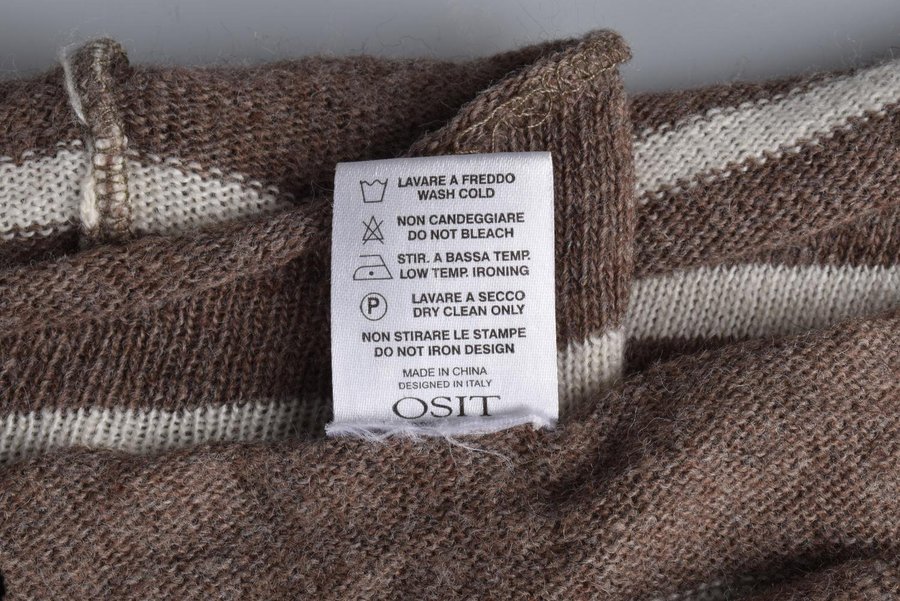 LAVARE A FREDDO
WASH COLD
NON CANDEGGIARE
DO NOT BLEACH
STIR. A BASSA TEMP.
LOW TEMP. IRONING
P
LAVARE A SECCO
DRY CLEAN ONLY
NON STIRARE LE STAMPE
DO NOT IRON DESIGN
MADE IN CHINA
DESIGNED IN ITALY
OSIT